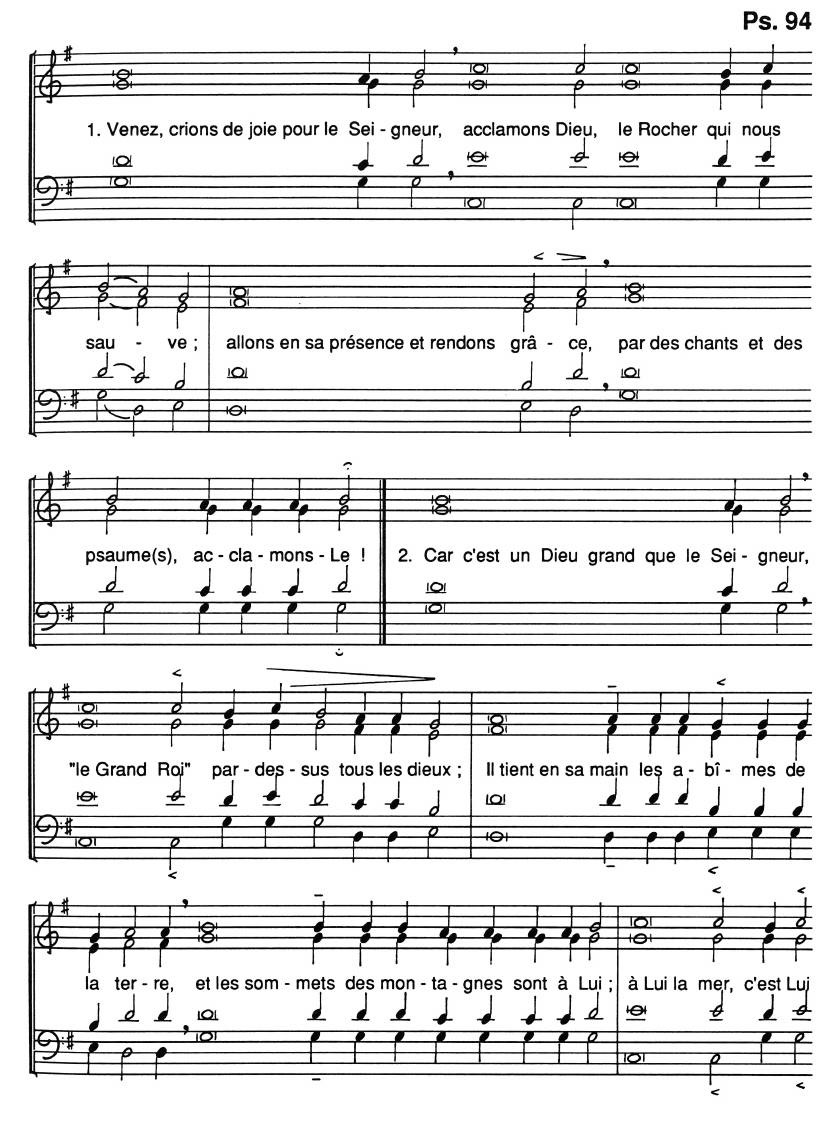 Ps. 94
1. Venez, crions de joie pour le Sei - gneur, acclamons Dieu, le Rocher qui nous
sau - ve ; allons en sa présence et rendons grâ - ce, par des chants et des
psaume(s), ac - cla - mons - Le ! 2. Car c'est un Dieu grand que le Sei - gneur,
"le Grand Roi" par - des - sus tous les dieux ; Il tient en sa main les a - bî - mes de
la ter - re, et les som - mets des mon - ta - gnes sont à Lui ; à Lui la mer, c'est Lui